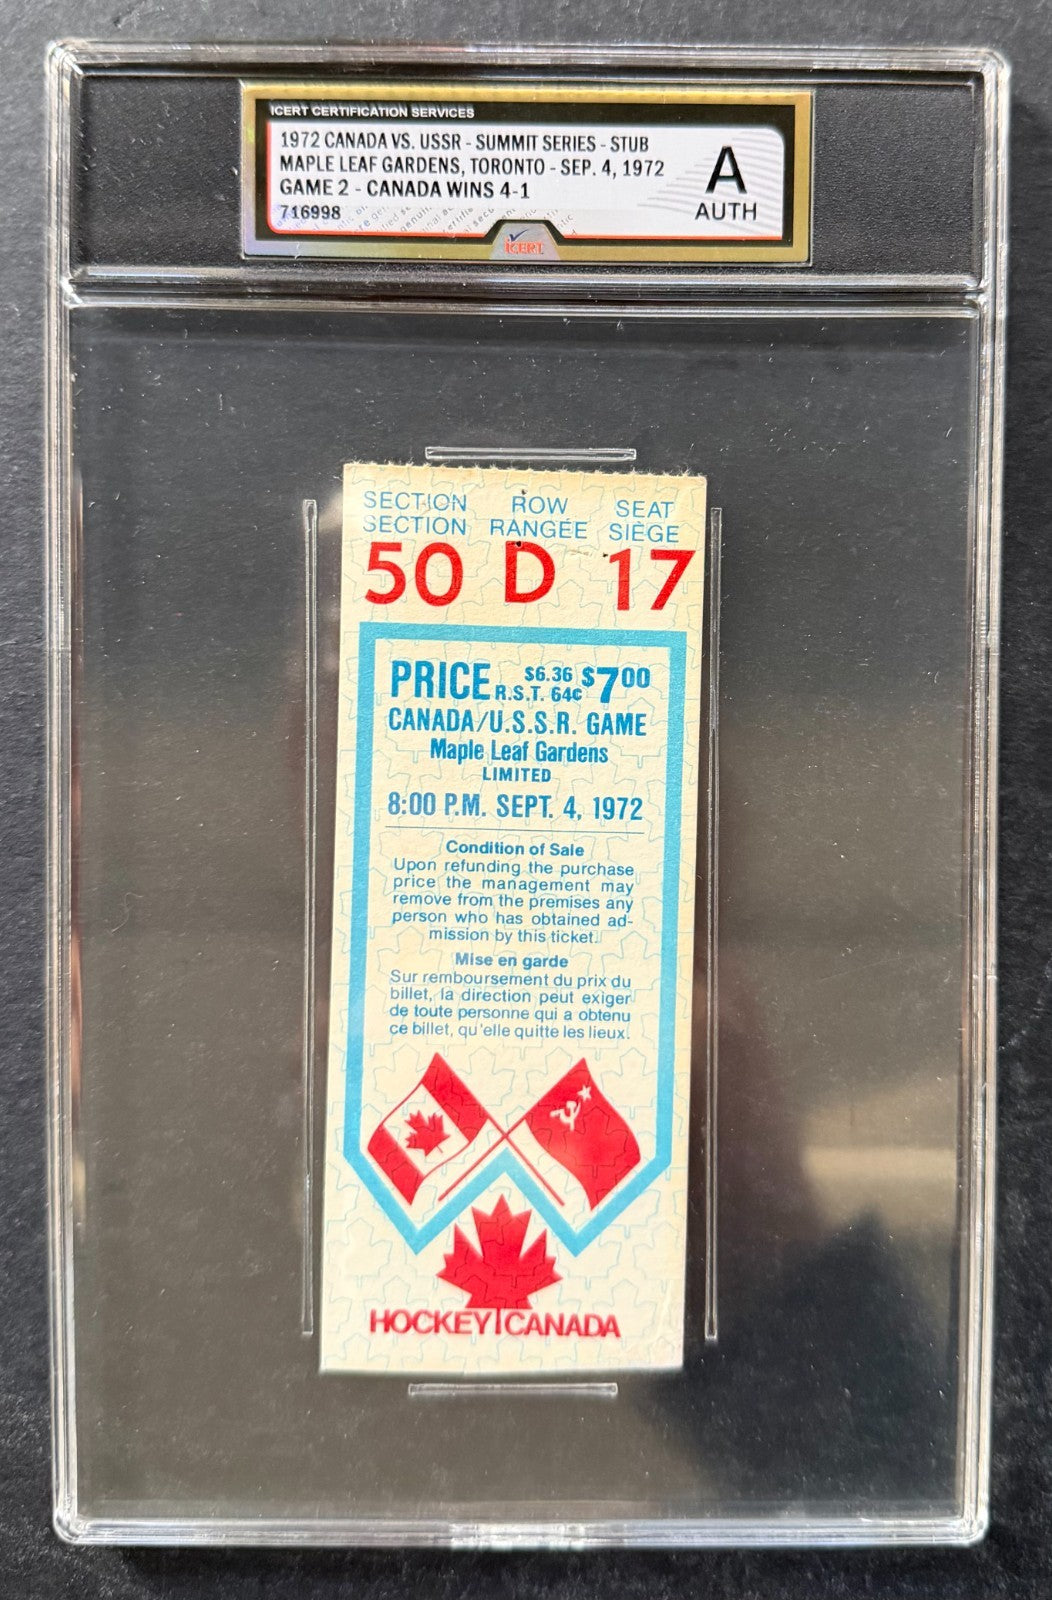 ICERT CERTIFICATION SERVICES
1972 CANADA VS. USSR - SUMMIT SERIES - STUB
MAPLE LEAF GARDENS, TORONTO - SEP. 4, 1972
GAME 2 - CANADA WINS 4-1
716998
A
AUTH
iCERT
SECTION ROW SEAT
SECTION RANGÉE SIÈGE
50 D 17
PRICE $6.36 $7.00
R.S.T. 64¢
CANADA/U.S.S.R. GAME
Maple Leaf Gardens
LIMITED
8:00 P.M. SEPT. 4, 1972
Condition of Sale
Upon refunding the purchase
price the management may
remove from the premises any
person who has obtained ad-
mission by this ticket.
Mise en garde
Sur remboursement du prix du
billet, la direction peut exiger
de toute personne qui a obtenu
ce billet, qu'elle quitte les lieux.
HOCKEY CANADA